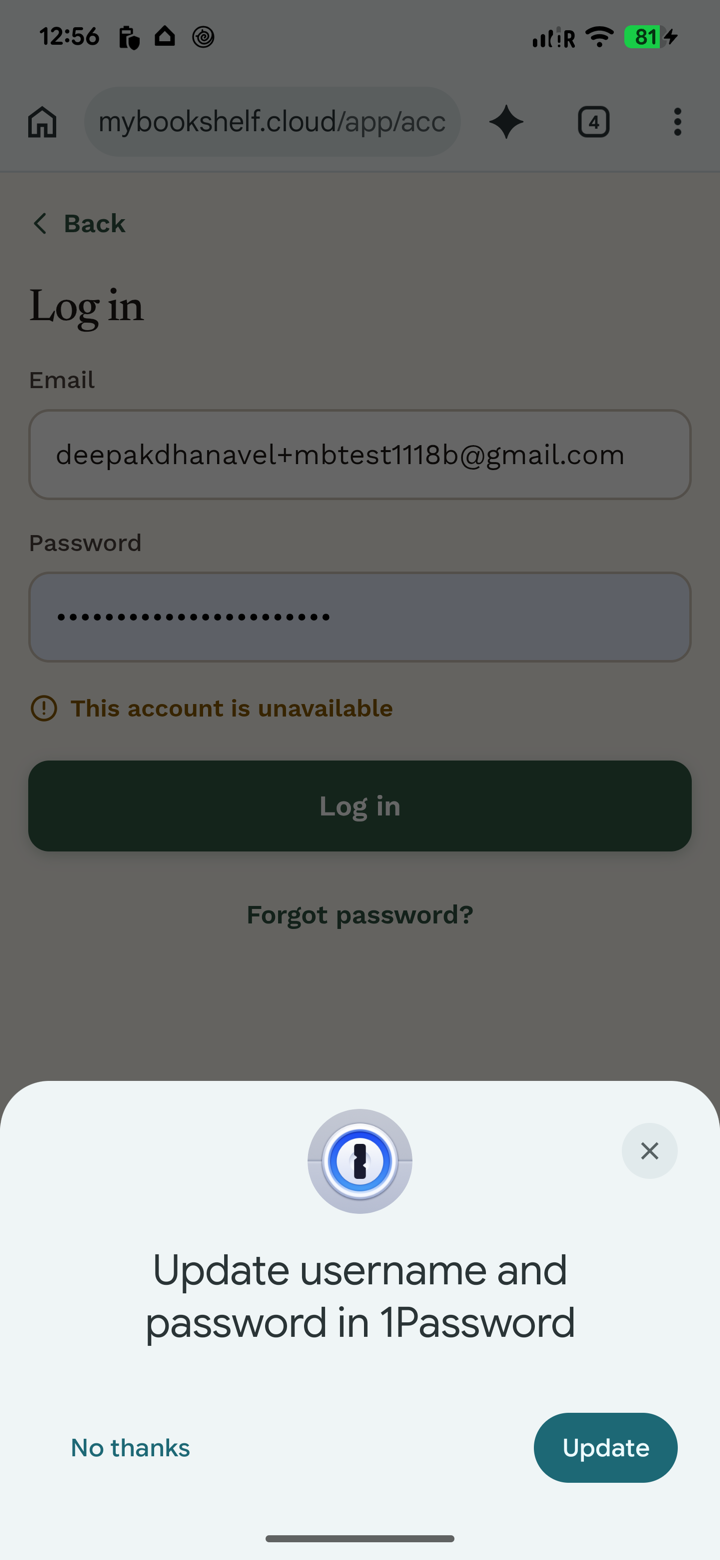 12:56
R
81
mybookshelf.cloud/app/acc
4
Back
Log in
Email
deepakdhanavel+mbtest1118b@gmail.com
Password
••••••••••••••••••••••••
This account is unavailable
Log in
Forgot password?
Update username and
password in 1Password
No thanks
Update